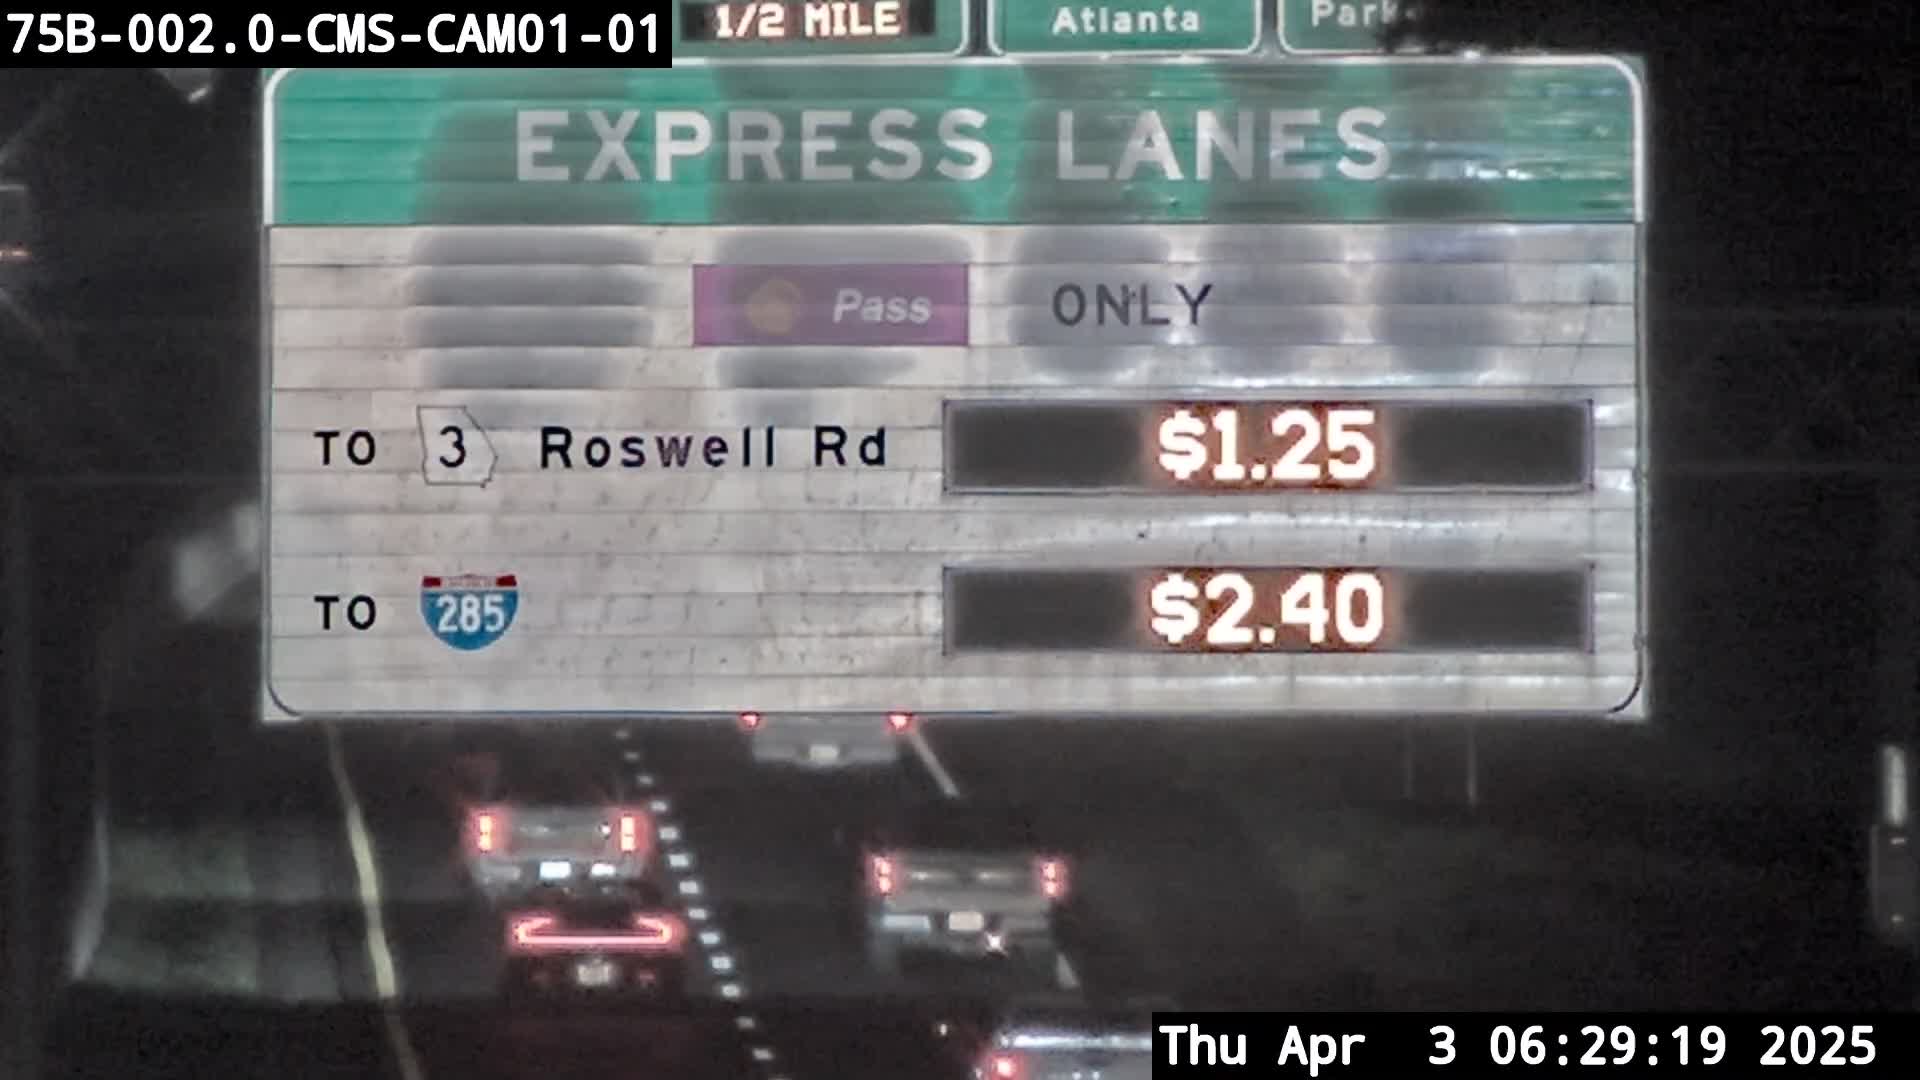 75B-002.0-CMS-CAM01-01
1/2 MILE
Atlanta
Park
EXPRESS LANES
Pass ONLY
TO 3 Roswell Rd $1.25
TO 285 $2.40
Thu Apr 3 06:29:19 2025